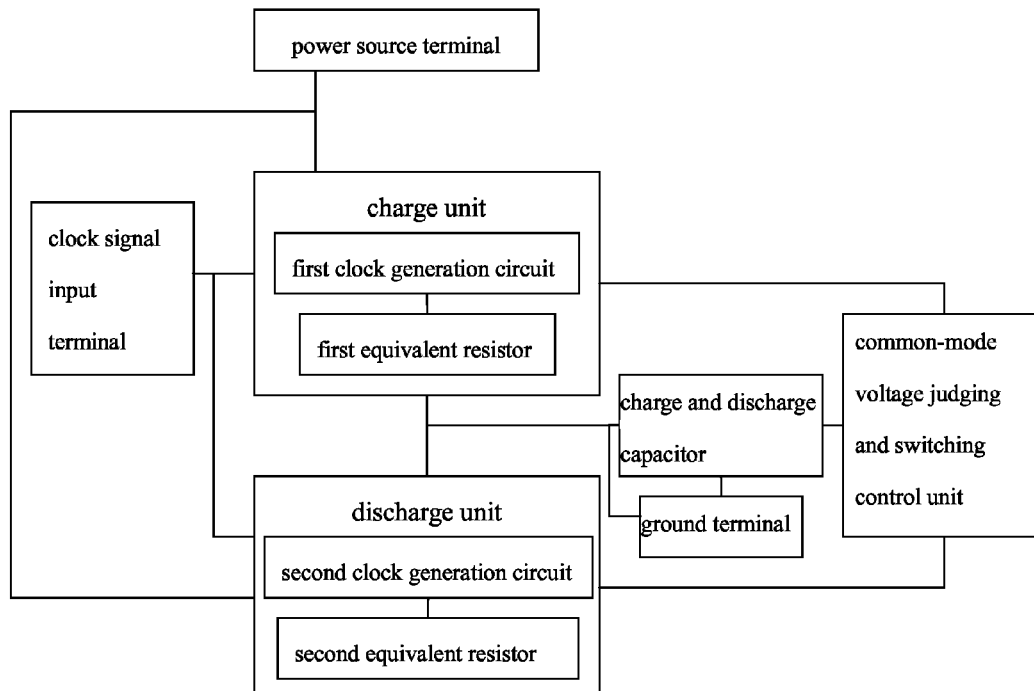 power source terminal
charge unit
clock signal
input
terminal
first clock generation circuit
first equivalent resistor
common-mode
voltage judging
and switching
control unit
charge and discharge
capacitor
ground terminal
discharge unit
second clock generation circuit
second equivalent resistor